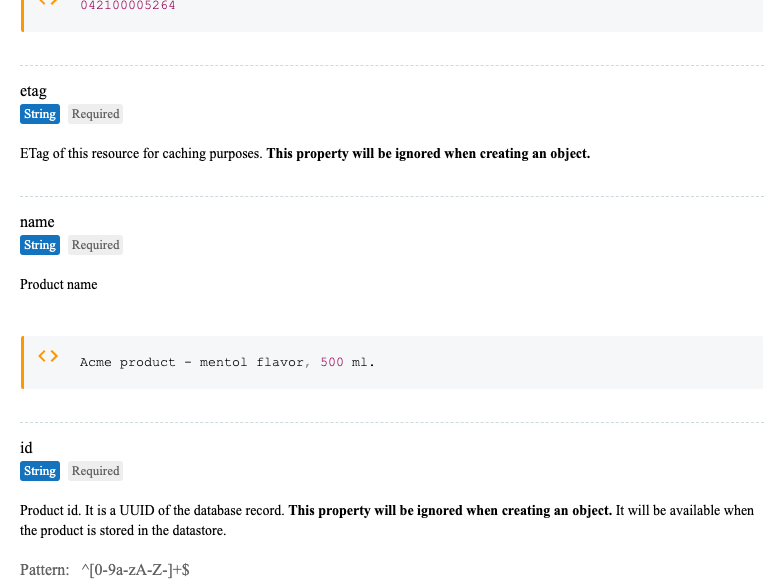 042100005264
etag
String Required
ETag of this resource for caching purposes. This property will be ignored when creating an object.
name
String Required
Product name
<> Acme product - mentol flavor, 500 ml.
id
String Required
Product id. It is a UUID of the database record. This property will be ignored when creating an object. It will be available when
the product is stored in the datastore.
Pattern: ^[0-9a-zA-Z-]+$